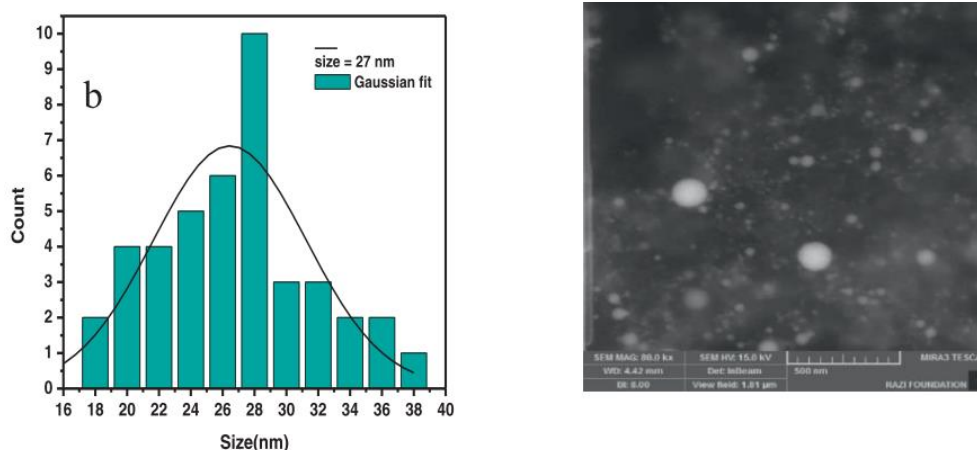 b
size = 27 nm
Gaussian fit
Count
10
9
8
7
6
5
4
3
2
1
0
16 18 20 22 24 26 28 30 32 34 36 38 40
Size(nm)
SEM MAG: 80.0 kx SEM HV: 15.0 kV MIRA3 TESCA
WD: 4.42 mm Det: InBeam 500 nm
BI: 8.00 View field: 1.81 µm RAZI FOUNDATION